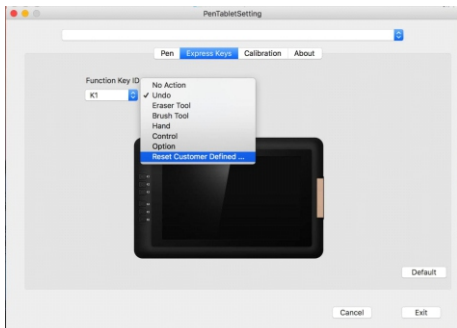 PenTabletSetting
Pen Express Keys Calibration About
Function Key ID
K1
No Action
✓ Undo
Eraser Tool
Brush Tool
Hand
Control
Option
Reset Customer Defined ...
Default
Cancel Exit